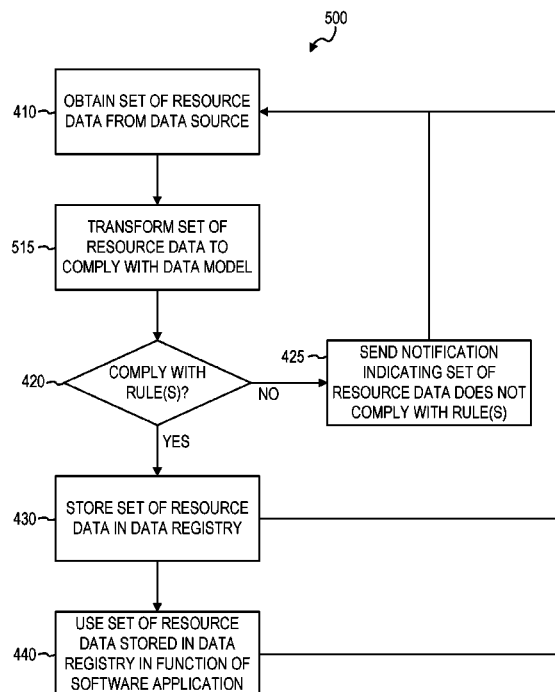 500
410
OBTAIN SET OF RESOURCE
DATA FROM DATA SOURCE
515
TRANSFORM SET OF
RESOURCE DATA TO
COMPLY WITH DATA MODEL
420
COMPLY WITH
RULE(S)?
NO
425
SEND NOTIFICATION
INDICATING SET OF
RESOURCE DATA DOES NOT
COMPLY WITH RULE(S)
YES
430
STORE SET OF RESOURCE
DATA IN DATA REGISTRY
440
USE SET OF RESOURCE
DATA STORED IN DATA
REGISTRY IN FUNCTION OF
SOFTWARE APPLICATION